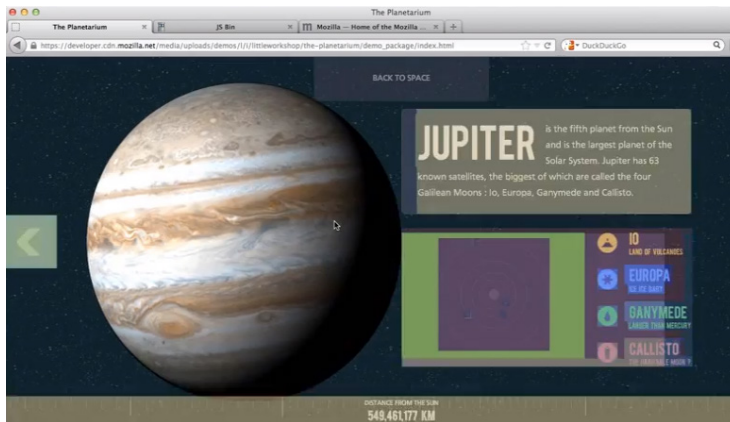 The Planetarium
The Planetarium
JS Bin
Mozilla — Home of the Mozilla ...
https://developer.cdn.mozilla.net/media/uploads/demos/l/i/littleworkshop/the-planetarium/demo_package/index.html
DuckDuckGo
BACK TO SPACE
JUPITER is the fifth planet from the Sun
and is the largest planet of the
Solar System. Jupiter has 63
known satellites, the biggest of which are called the four
Galilean Moons : Io, Europa, Ganymede and Callisto.
IO
LAND OF VOLCANOES
EUROPA
ICE ICE BABY
GANYMEDE
LARGER THAN MERCURY
CALLISTO
DISTANCE FROM THE SUN
549,461,177 KM